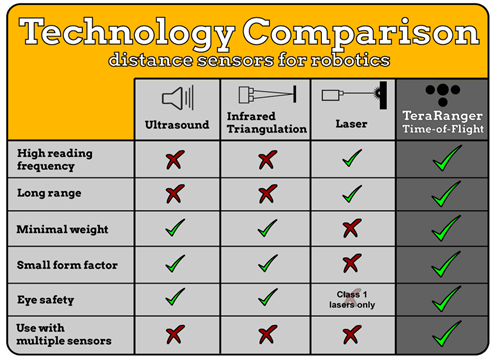 Technology Comparison
distance sensors for robotics
Ultrasound
Infrared
Triangulation
Laser
TeraRanger
Time-of-Flight
High reading
frequency
Long range
Minimal weight
Small form factor
Eye safety
Class 1
lasers only
Use with
multiple sensors